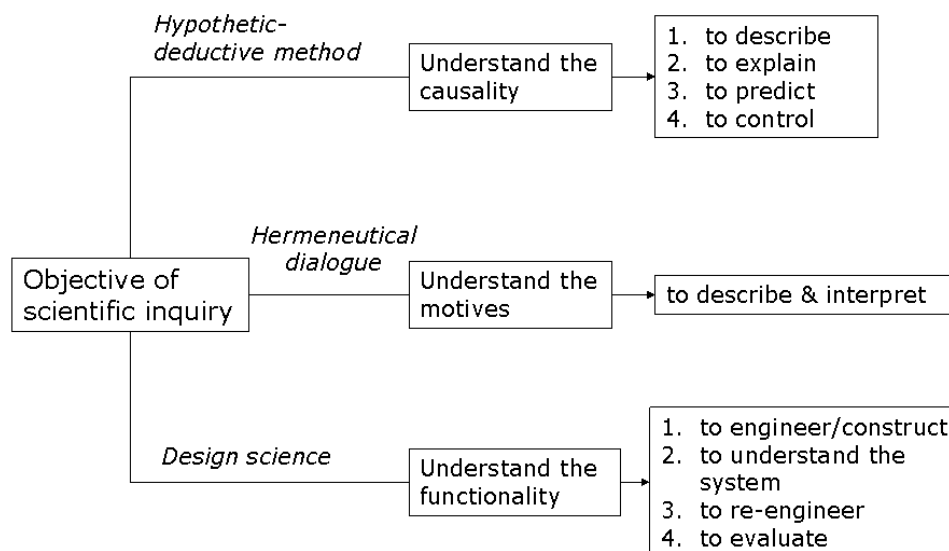 Hypothetic-
deductive method
Understand the
causality
1. to describe
2. to explain
3. to predict
4. to control
Objective of
scientific inquiry
Hermeneutical
dialogue
Understand the
motives
to describe & interpret
Design science
Understand the
functionality
1. to engineer/construct
2. to understand the
system
3. to re-engineer
4. to evaluate